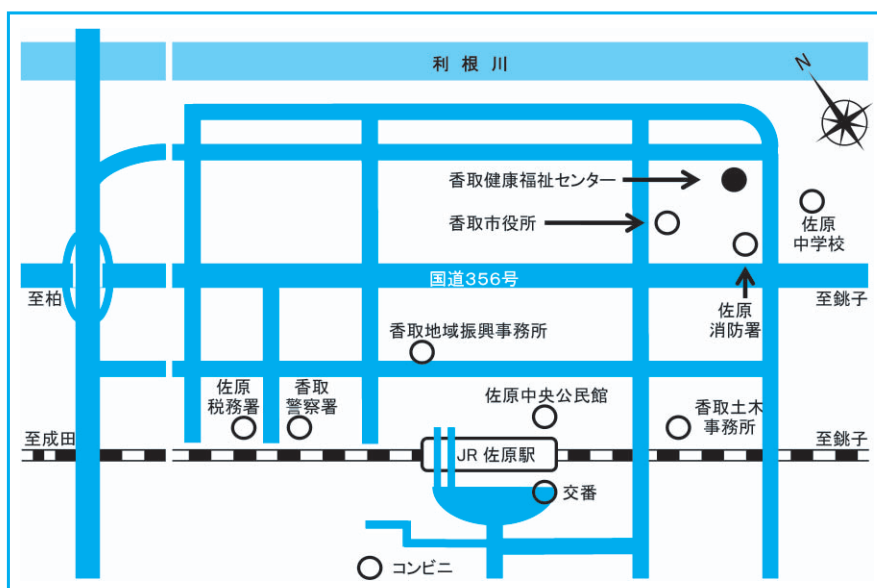 利根川
N
香取健康福祉センター
香取市役所
佐原
中学校
国道356号
至柏
至銚子
佐原
消防署
香取地域振興事務所
佐原
税務署
香取
警察署
佐原中央公民館
香取土木
事務所
至成田
至銚子
JR 佐原駅
交番
コンビニ